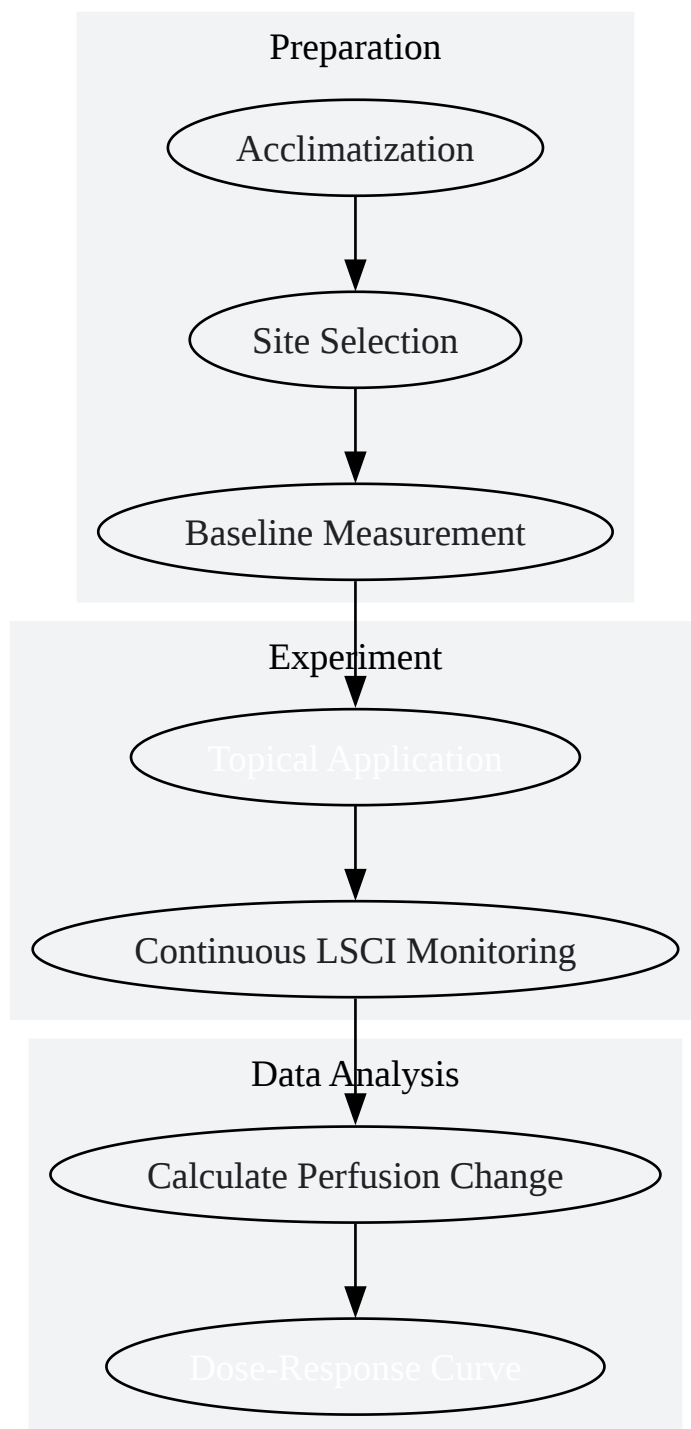 Preparation
Acclimatization
Site Selection
Baseline Measurement
Experiment
Topical Application
Continuous LSCI Monitoring
Data Analysis
Calculate Perfusion Change
Dose-Response Curve